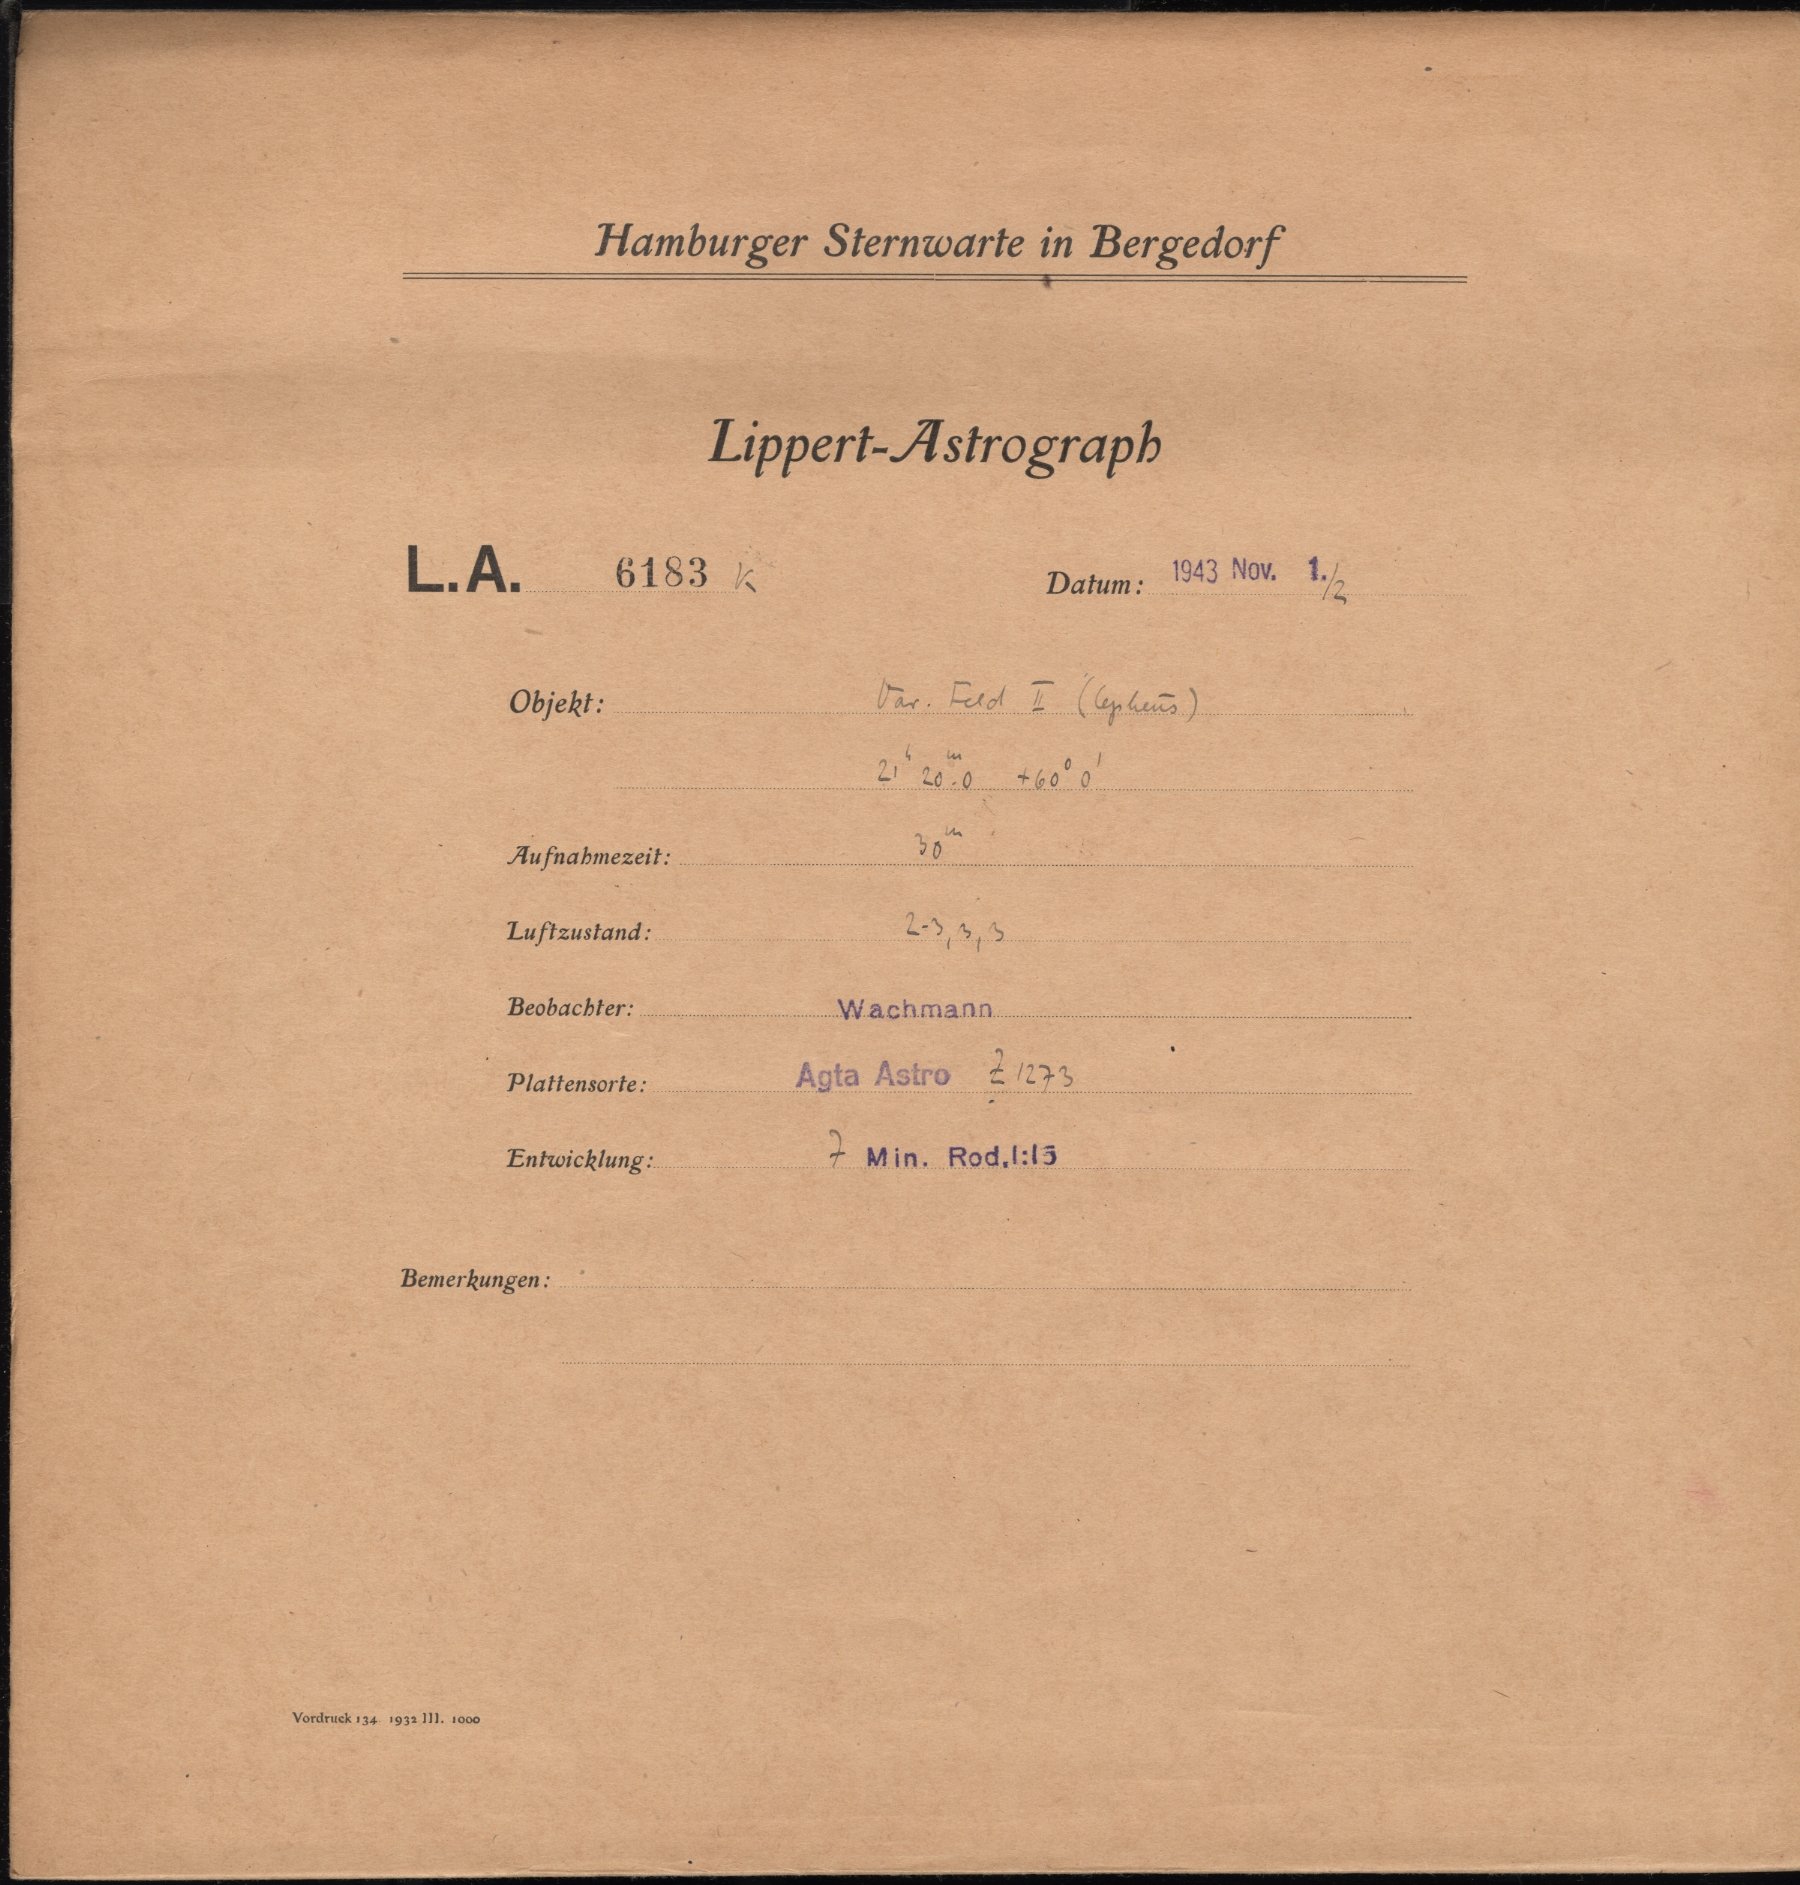 Hamburger Sternwarte in Bergedorf
Lippert-Astrograph
L.A. 6183 K Datum: 1943 Nov. 1./2
Objekt: Var. Feld II (Cepheus)
21h 20m.0 +60° 0'
Aufnahmezeit: 30m
Luftzustand: 2-3, 3, 3
Beobachter: Wachmann
Plattensorte: Agfa Astro Z 1273
Entwicklung: 7 Min. Rod, 1:15
Bemerkungen:
Vordruck 134 1932 III. 1000